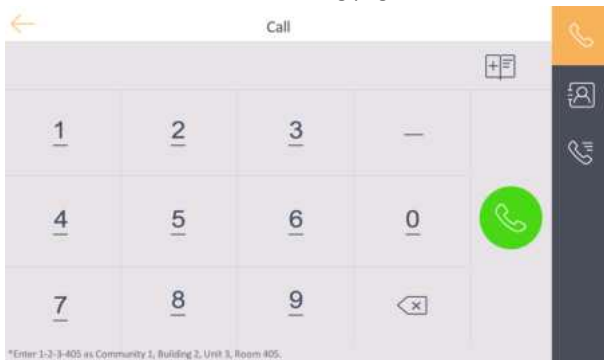 Call
1 2 3 —
4 5 6 0
7 8 9
*Enter 1-2-3-405 as Community 1, Building 2, Unit 3, Room 405.